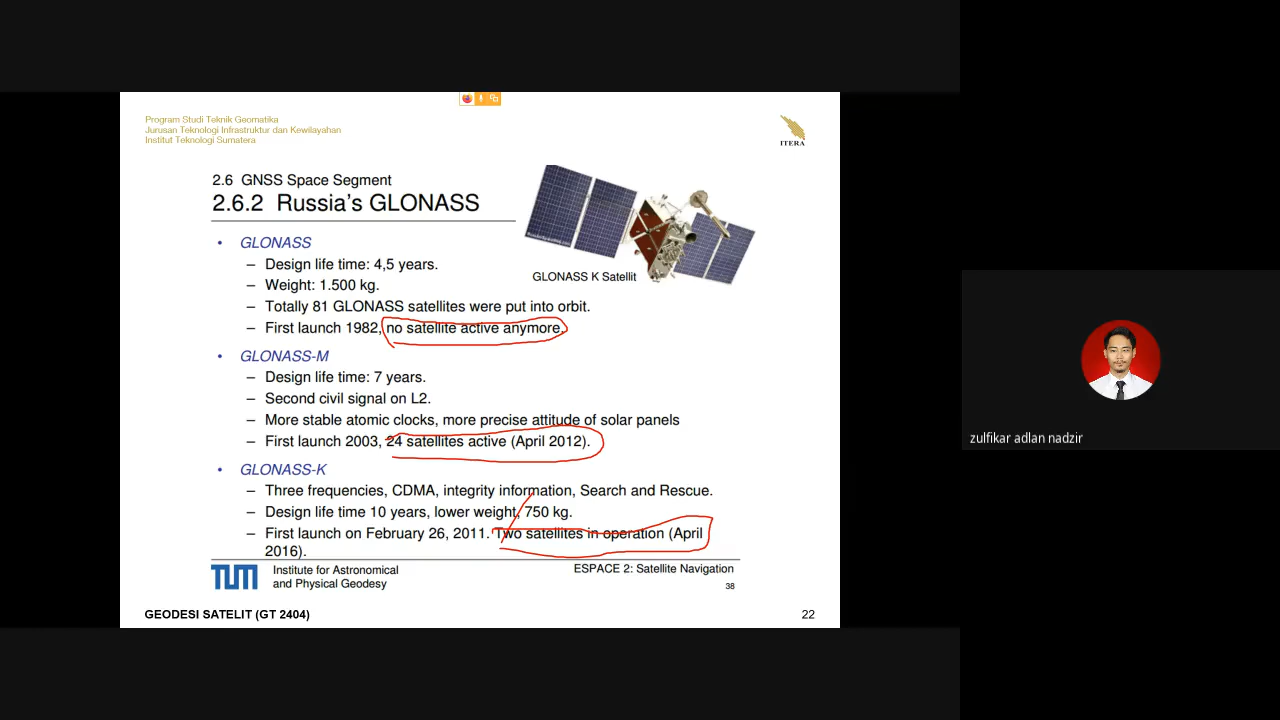 Program Studi Teknik Geomatika
Jurusan Teknologi Infrastruktur dan Kewilayahan
Institut Teknologi Sumatera
ITERA
2.6 GNSS Space Segment
2.6.2 Russia's GLONASS
GLONASS K Satellit
• GLONASS
– Design life time: 4,5 years.
– Weight: 1.500 kg.
– Totally 81 GLONASS satellites were put into orbit.
– First launch 1982, no satellite active anymore.
• GLONASS-M
– Design life time: 7 years.
– Second civil signal on L2.
– More stable atomic clocks, more precise attitude of solar panels
– First launch 2003, 24 satellites active (April 2012).
• GLONASS-K
– Three frequencies, CDMA, integrity information, Search and Rescue.
– Design life time 10 years, lower weight, 750 kg.
– First launch on February 26, 2011. Two satellites in operation (April
2016).
TUM
Institute for Astronomical
and Physical Geodesy
ESPACE 2: Satellite Navigation
38
GEODESI SATELIT (GT 2404)
22
zulfikar adlan nadzir